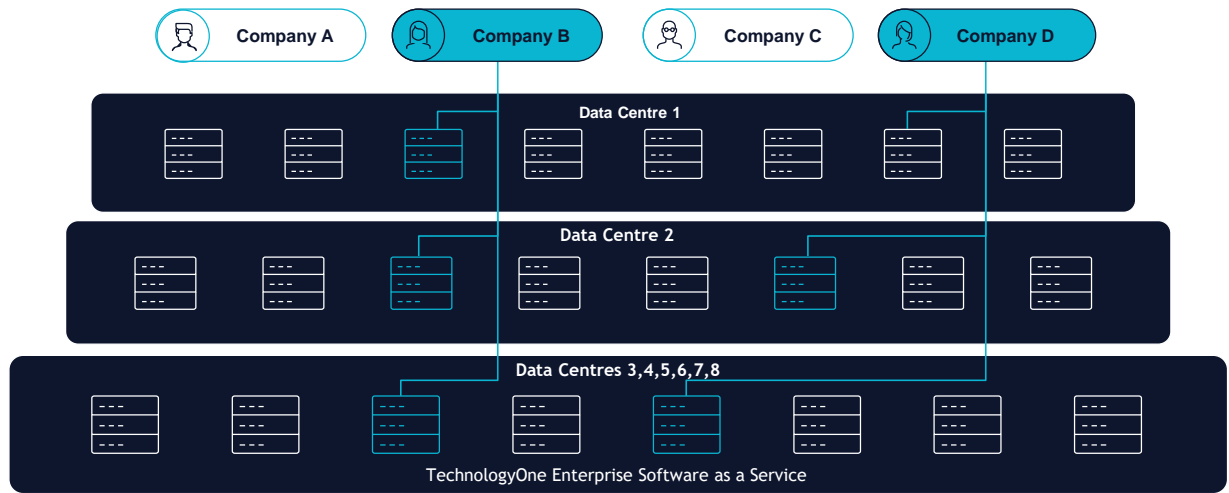 Company A
Company B
Company C
Company D
Data Centre 1
Data Centre 2
Data Centres 3,4,5,6,7,8
TechnologyOne Enterprise Software as a Service